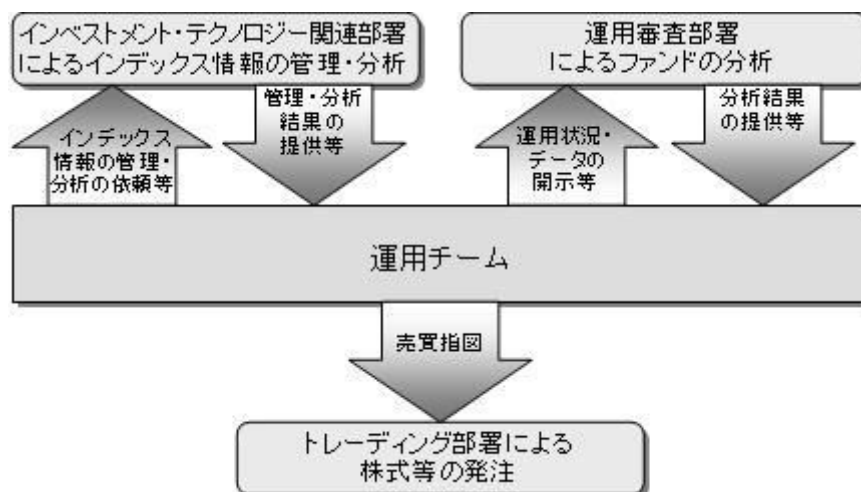 インベストメント・テクノロジー関連部署
によるインデックス情報の管理・分析
運用審査部署
によるファンドの分析
インデックス
情報の管理・
分析の依頼等
管理・分析
結果の
提供等
運用状況・
データの
開示等
分析結果
の提供等
運用チーム
売買指図
トレーディング部署による
株式等の発注